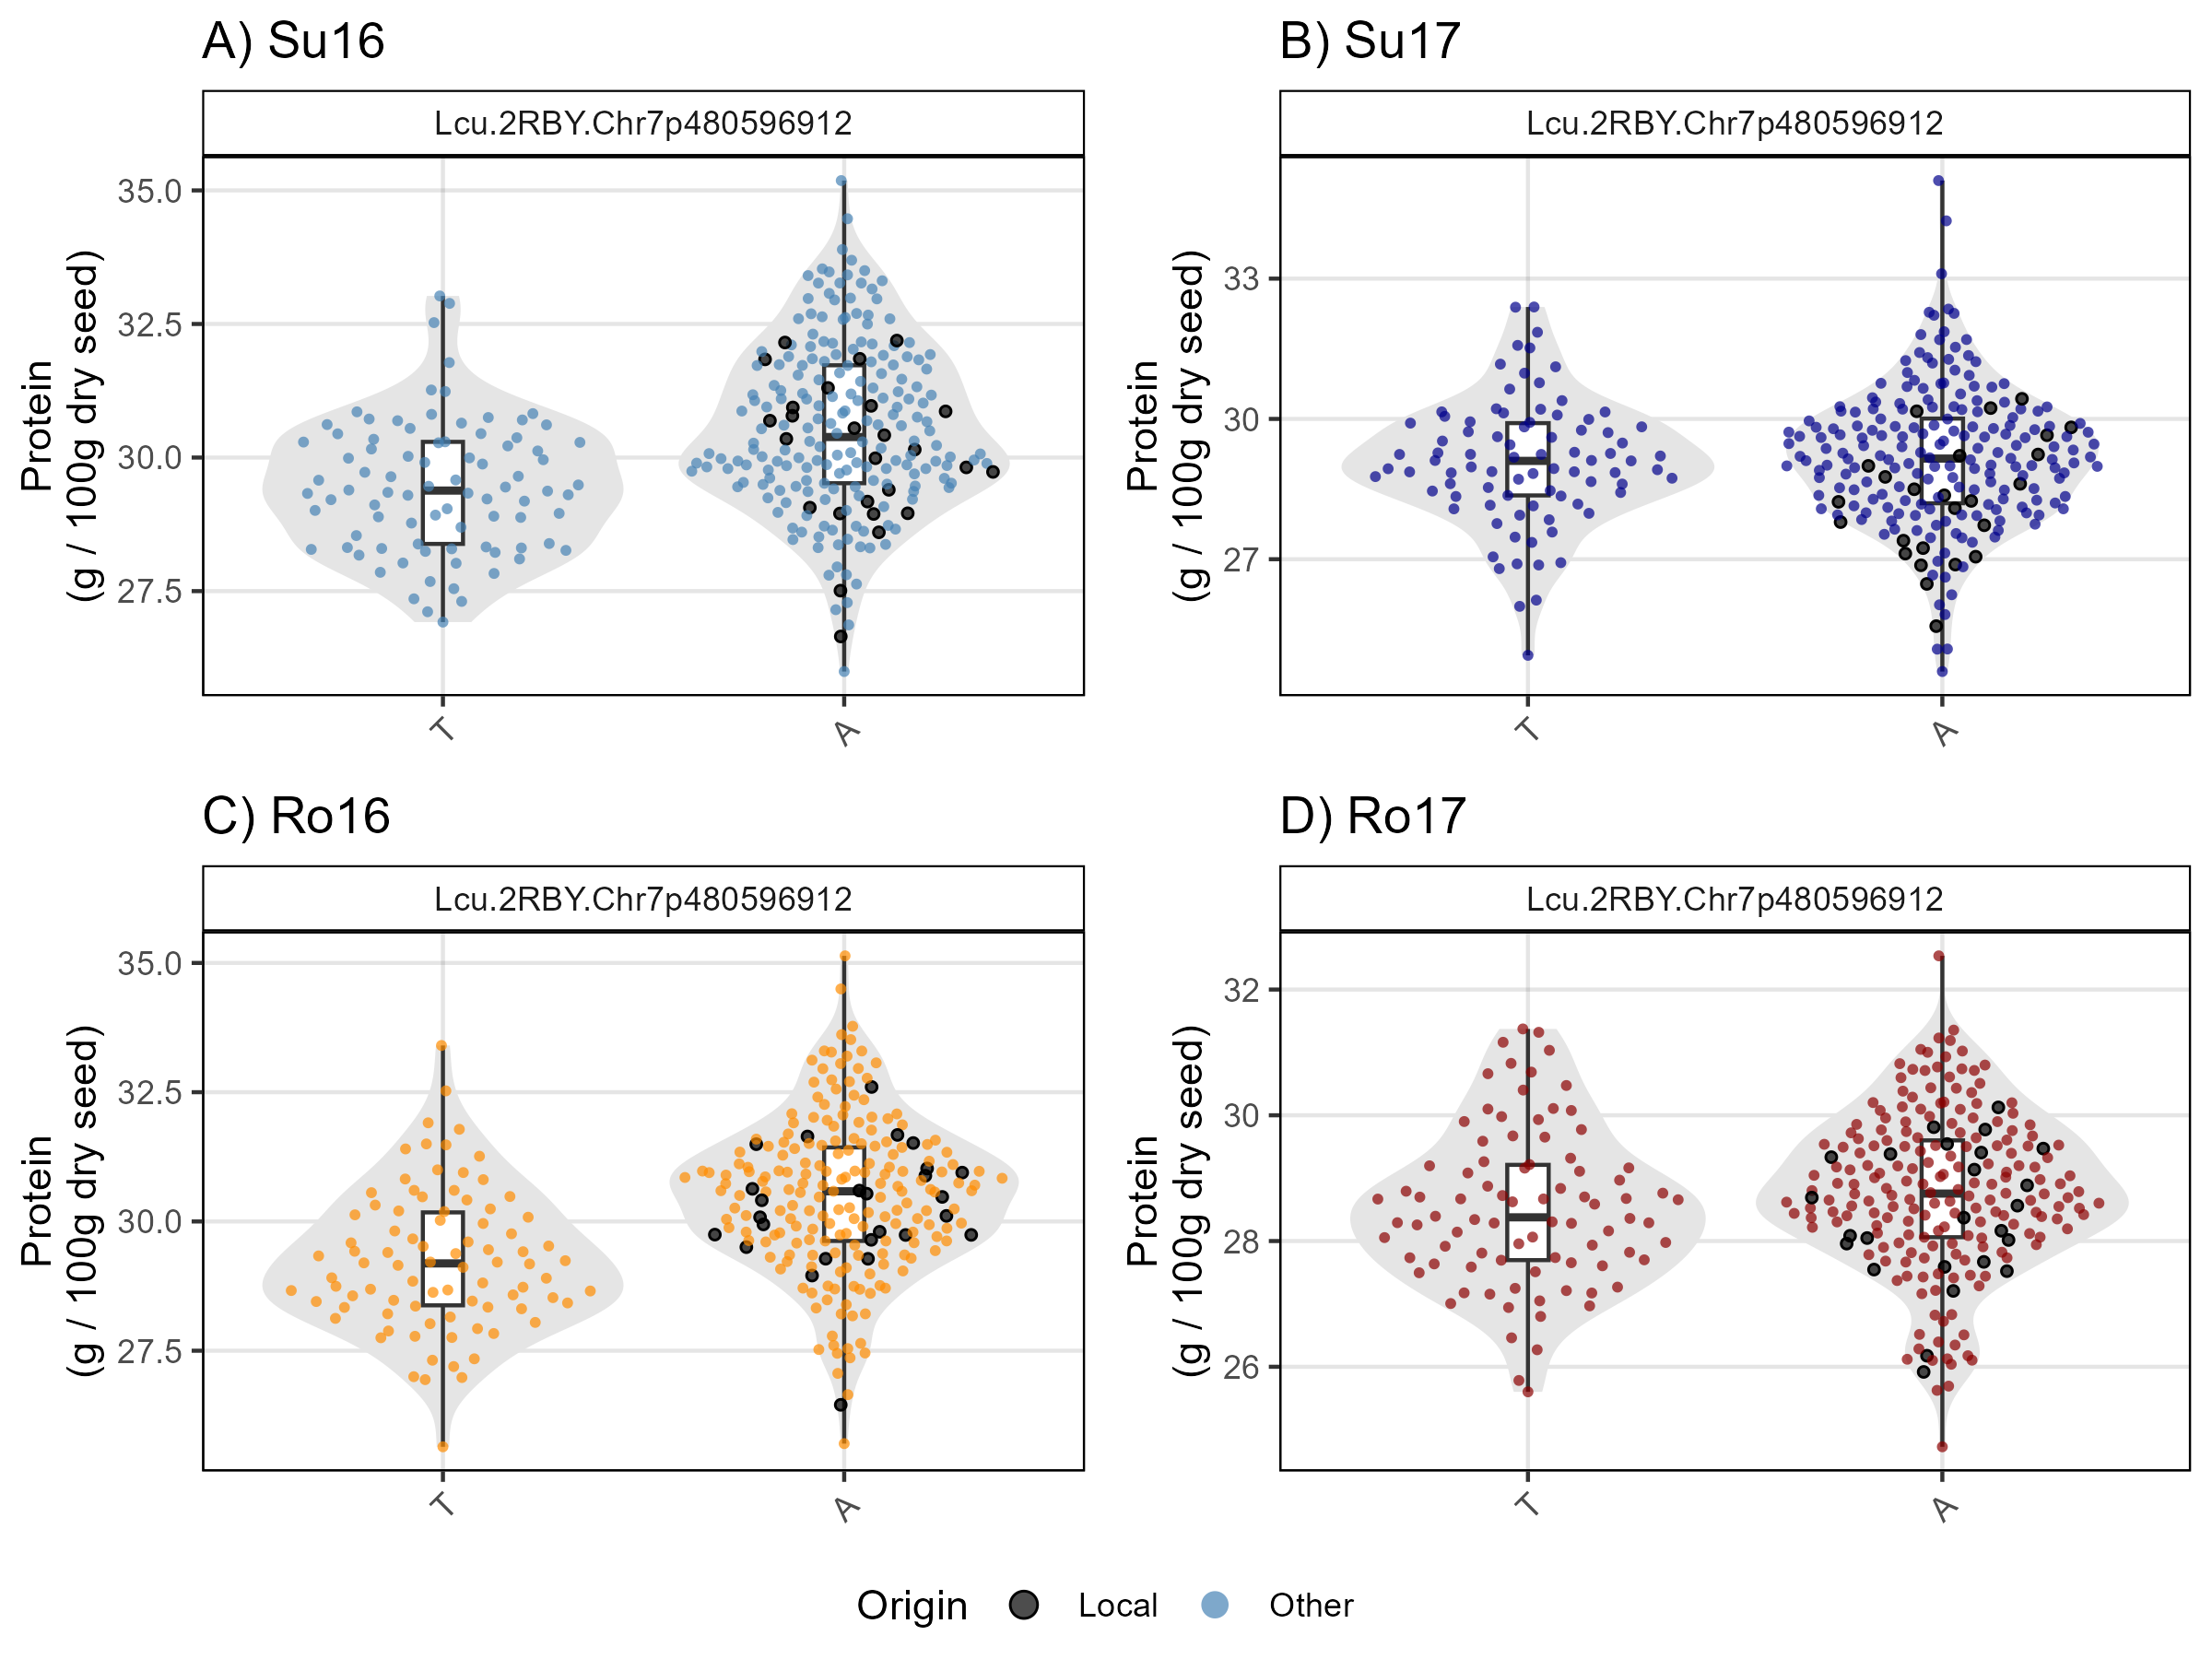 A) Su16
Lcu.2RBY.Chr7p480596912
Protein
(g / 100g dry seed)
35.0
32.5
30.0
27.5
T
A
B) Su17
Lcu.2RBY.Chr7p480596912
Protein
(g / 100g dry seed)
33
30
27
T
A
C) Ro16
Lcu.2RBY.Chr7p480596912
Protein
(g / 100g dry seed)
35.0
32.5
30.0
27.5
T
A
D) Ro17
Lcu.2RBY.Chr7p480596912
Protein
(g / 100g dry seed)
32
30
28
26
T
A
Origin Local Other